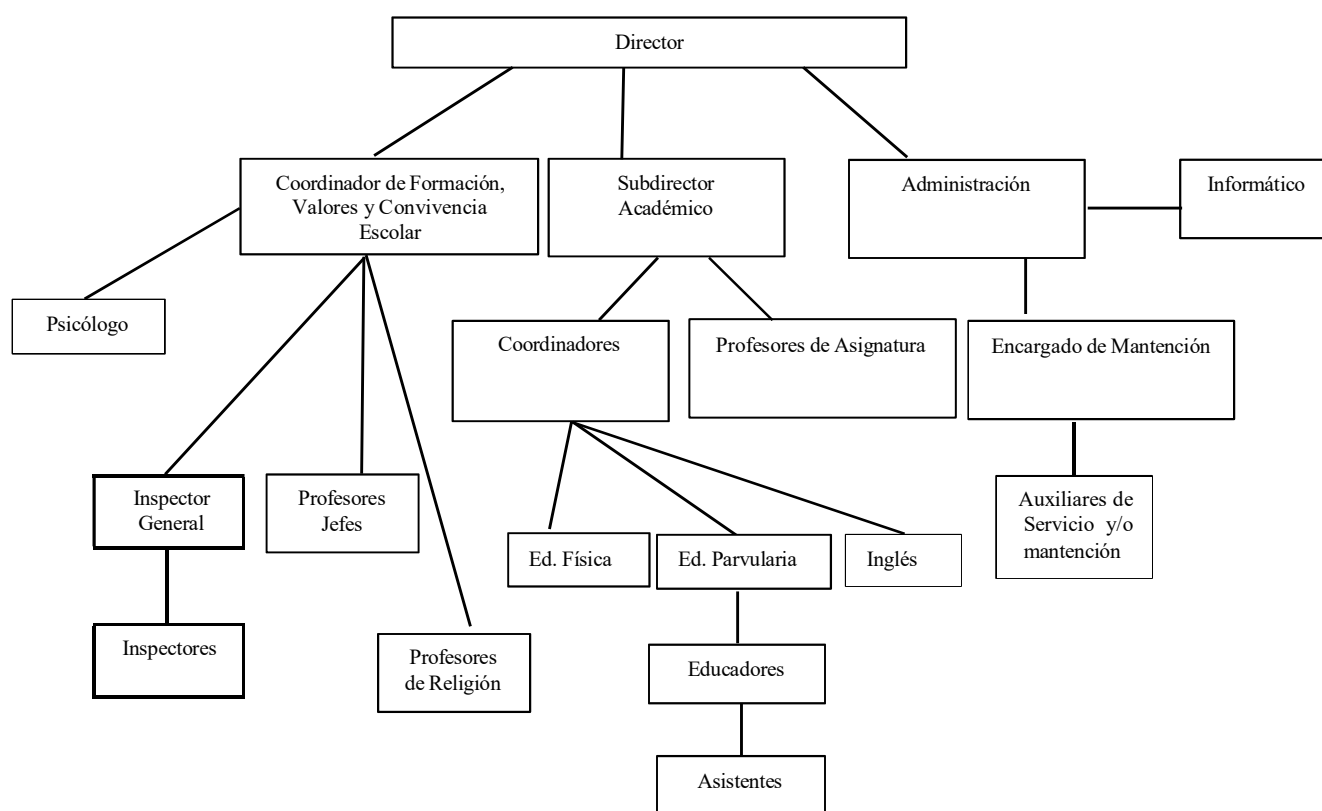 Director
Coordinador de Formación,
Valores y Convivencia
Escolar
Subdirector
Académico
Administración
Informático
Psicólogo
Coordinadores
Profesores de Asignatura
Encargado de Mantención
Inspector
General
Profesores
Jefes
Auxiliares de
Servicio y/o
mantención
Ed. Física
Ed. Parvularia
Inglés
Inspectores
Profesores
de Religión
Educadores
Asistentes